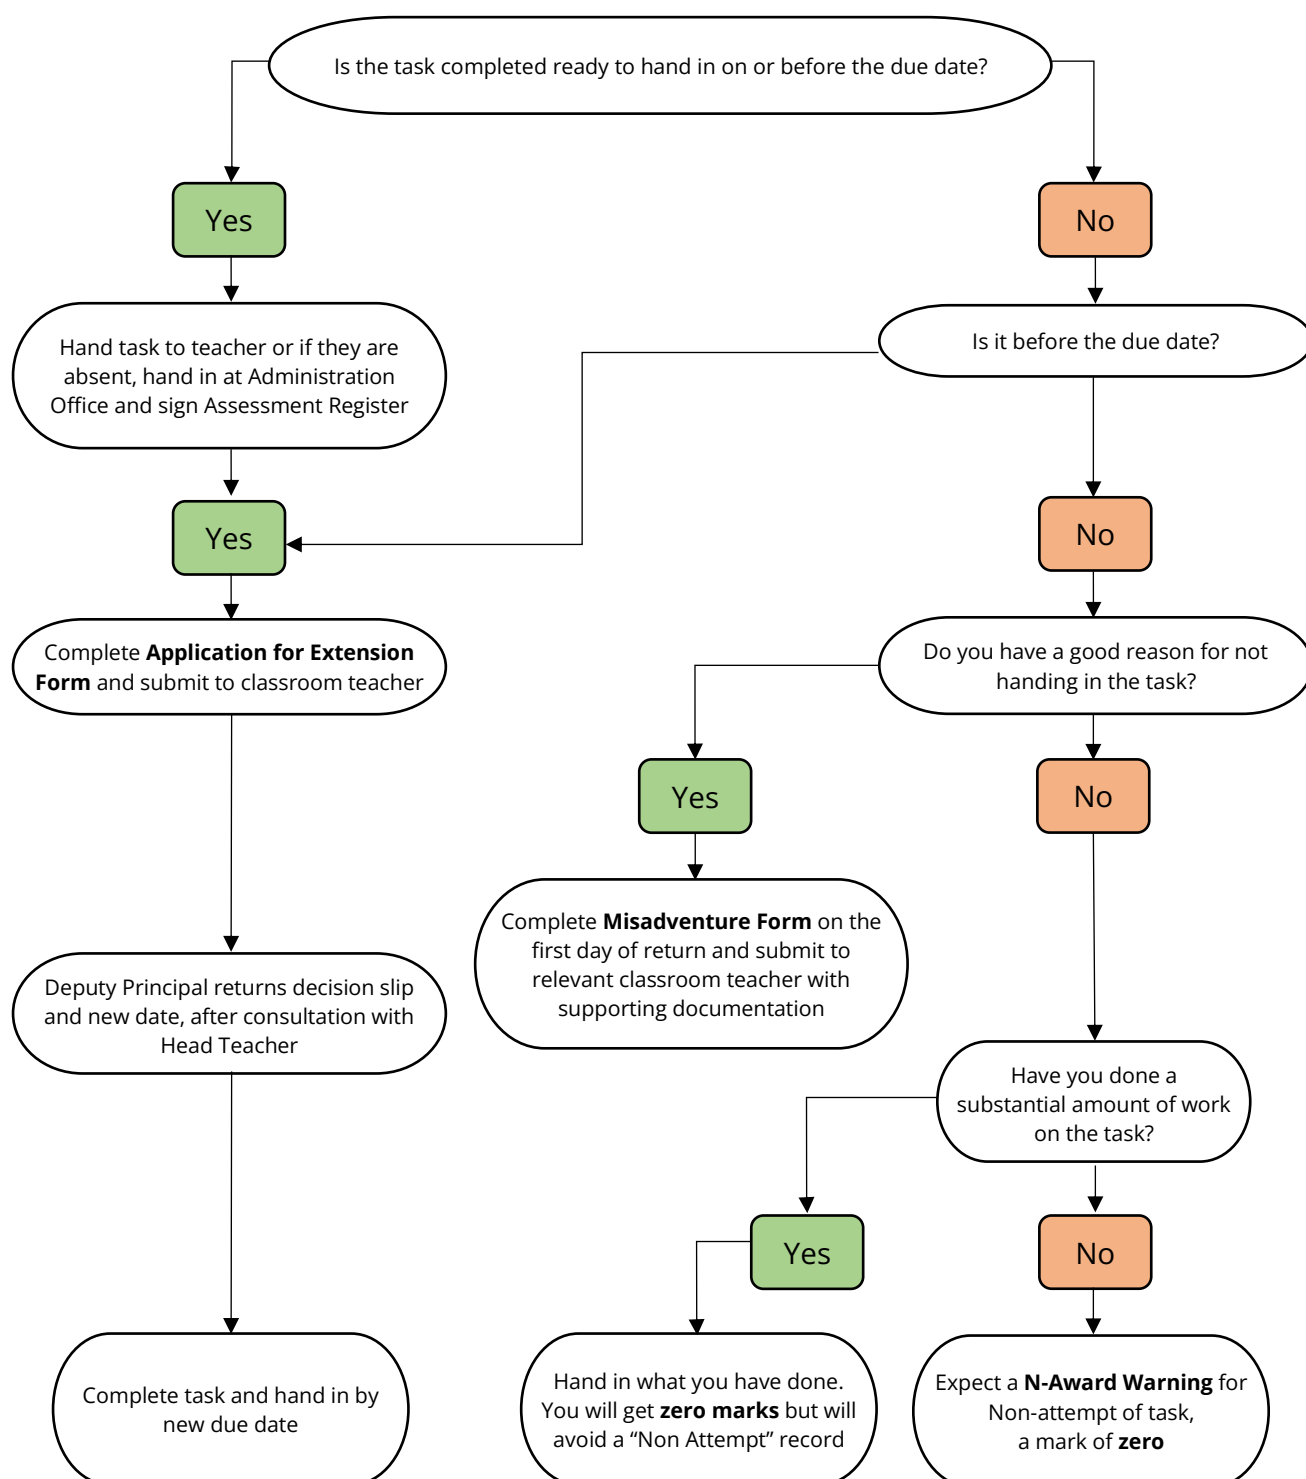 Is the task completed ready to hand in on or before the due date?
Yes
No
Hand task to teacher or if they are
absent, hand in at Administration
Office and sign Assessment Register
Is it before the due date?
Yes
No
Complete Application for Extension
Form and submit to classroom teacher
Do you have a good reason for not
handing in the task?
Yes
No
Complete Misadventure Form on the
first day of return and submit to
relevant classroom teacher with
supporting documentation
Deputy Principal returns decision slip
and new date, after consultation with
Head Teacher
Have you done a
substantial amount of work
on the task?
Yes
No
Complete task and hand in by
new due date
Hand in what you have done.
You will get zero marks but will
avoid a “Non Attempt” record
Expect a N-Award Warning for
Non-attempt of task,
a mark of zero